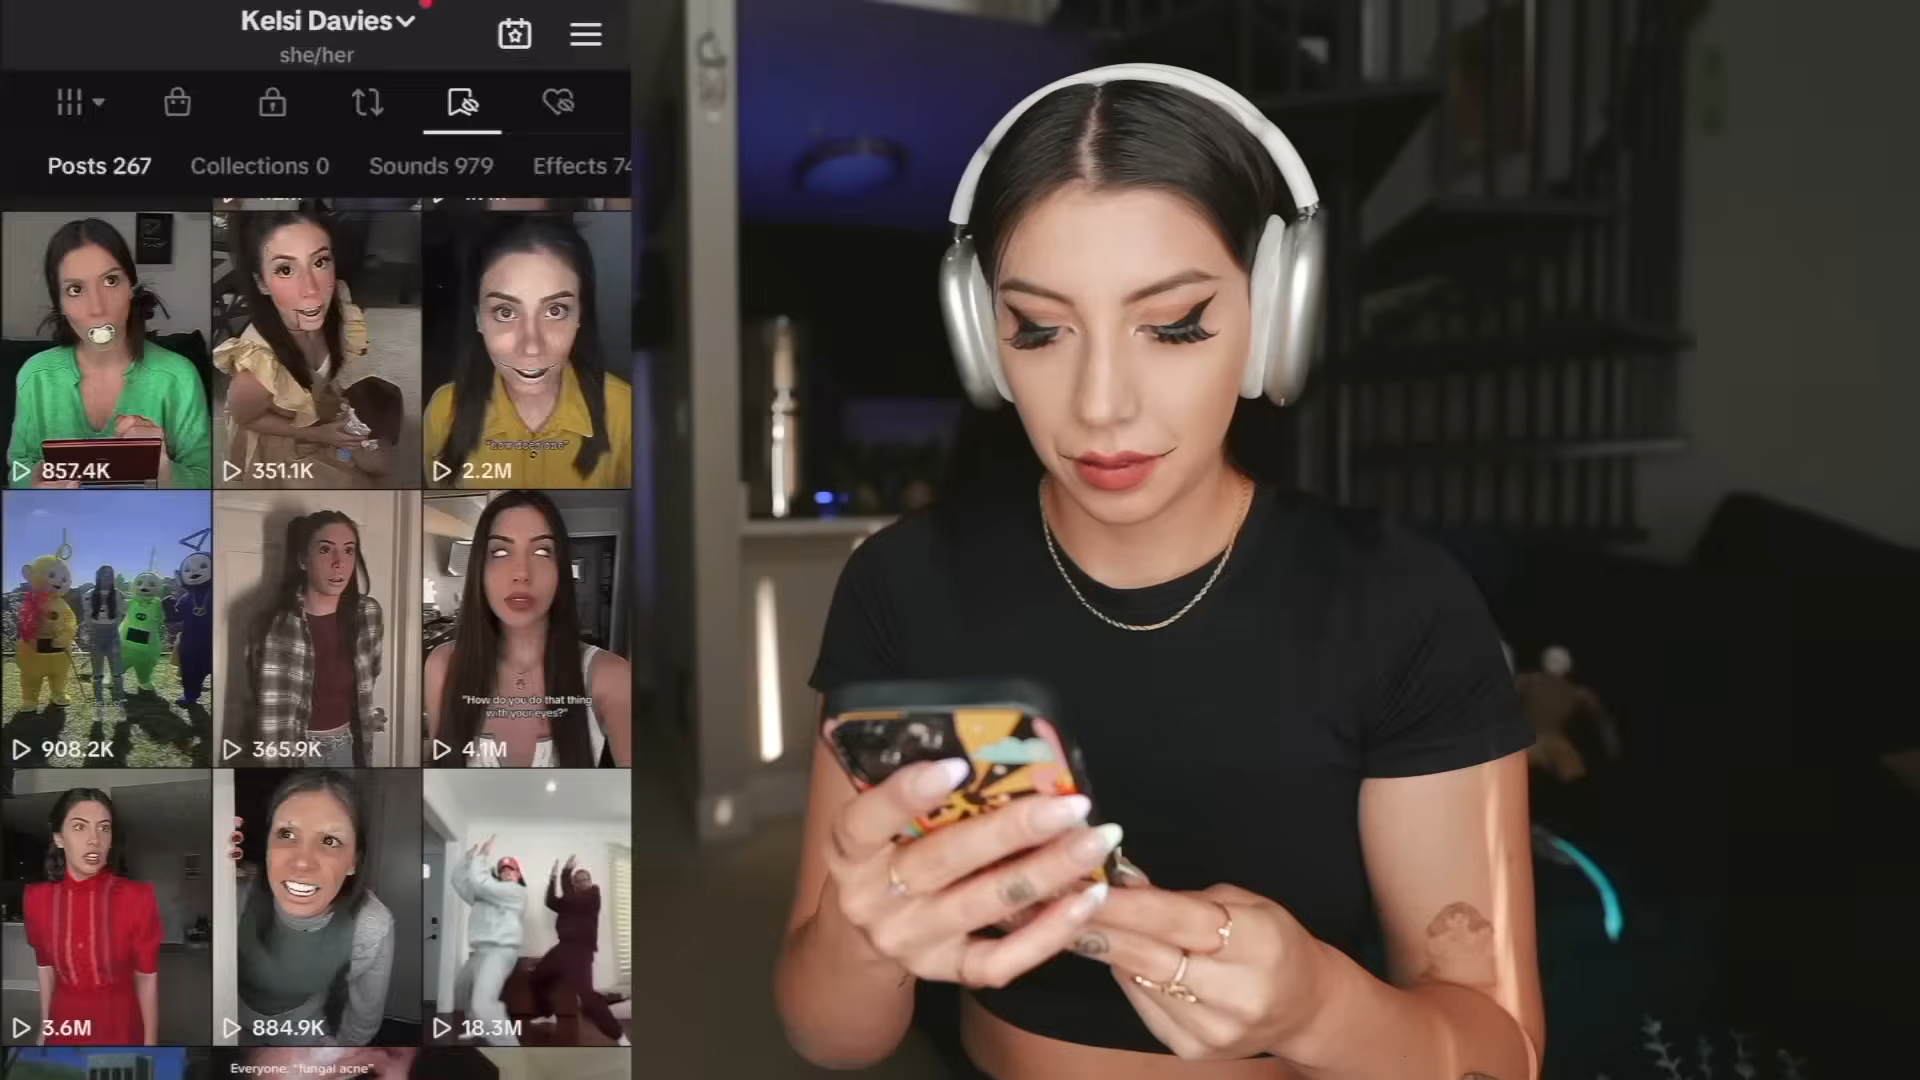 Kelsi Davies
she/her
Posts 267
Collections 0
Sounds 979
Effects 74
857.4K
351.1K
"how does one"
2.2M
908.2K
365.9K
"How do you do that thing
with your eyes?"
4.1M
3.6M
884.9K
18.3M
Everyone: "fungal acne"